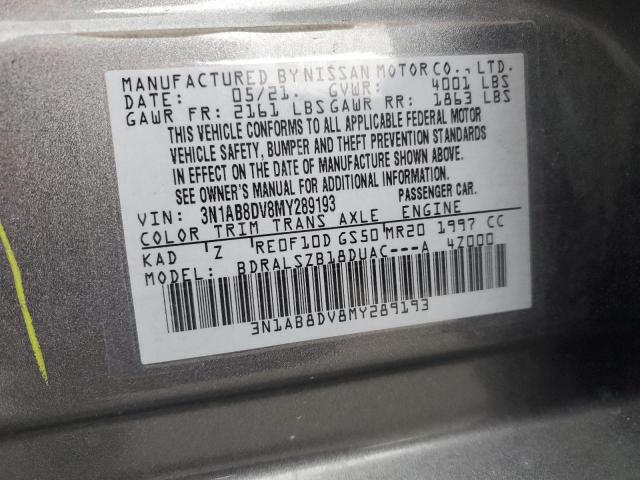 MANUFACTURED BY NISSAN MOTOR CO., LTD.
DATE: 05/21. GVWR: 4001 LBS
GAWR FR: 2161 LBS GAWR RR: 1863 LBS
THIS VEHICLE CONFORMS TO ALL APPLICABLE FEDERAL MOTOR
VEHICLE SAFETY, BUMPER AND THEFT PREVENTION STANDARDS
IN EFFECT ON THE DATE OF MANUFACTURE SHOWN ABOVE.
SEE OWNER'S MANUAL FOR ADDITIONAL INFORMATION.
VIN: 3N1AB8DV8MY289193 PASSENGER CAR.
COLOR TRIM TRANS AXLE ENGINE
KAD Z RE0F10D GS50 MR20 1997 CC
MODEL: BDRALSZB18DUAC---A 4Z000
3N1AB8DV8MY289193